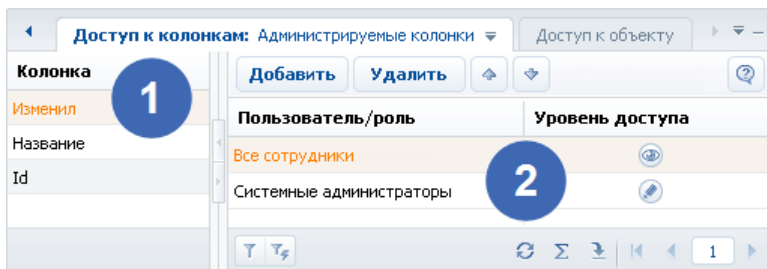 Доступ к колонкам: Администрируемые колонки Доступ к объекту
Колонка
Добавить Удалить
Изменил
1
Пользователь/роль Уровень доступа
Название
Все сотрудники
Id
2
Системные администраторы
Σ 1